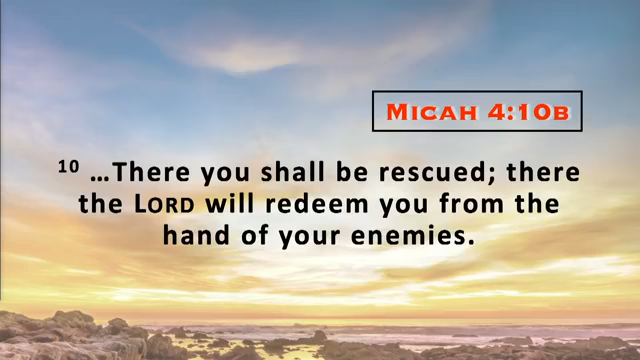 Micah 4:10b
10 …There you shall be rescued; there
the LORD will redeem you from the
hand of your enemies.